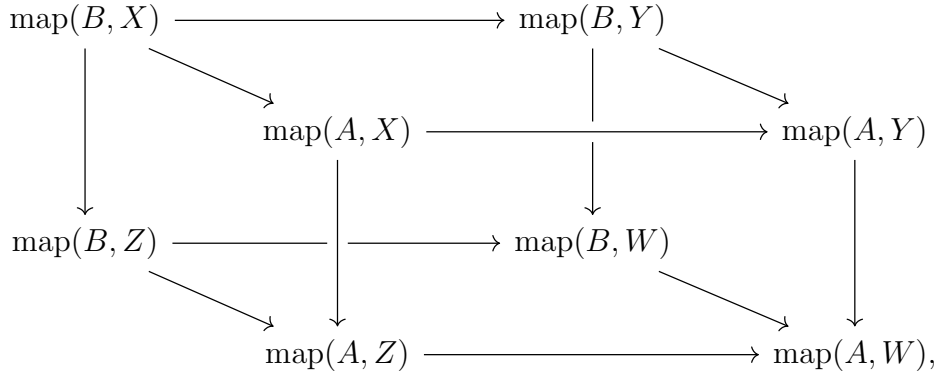 map(B, X) map(B, Y)
map(A, X) map(A, Y)
map(B, Z) map(B, W)
map(A, Z) map(A, W),